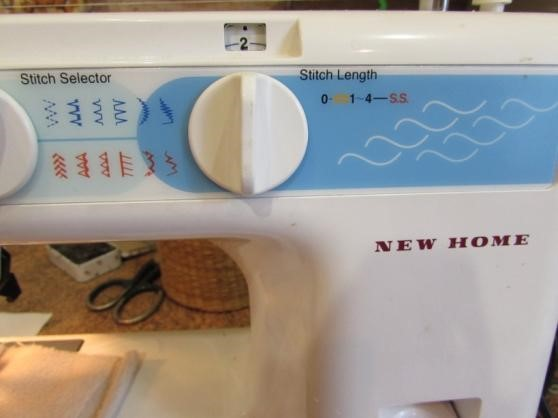 2
Stitch Selector
Stitch Length
0- 1~4—S.S.
NEW HOME